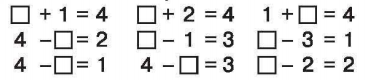 □ + 1 = 4 □ + 2 = 4 1 + □ = 4
4 - □ = 2 □ - 1 = 3 □ - 3 = 1
4 - □ = 1 4 - □ = 3 □ - 2 = 2